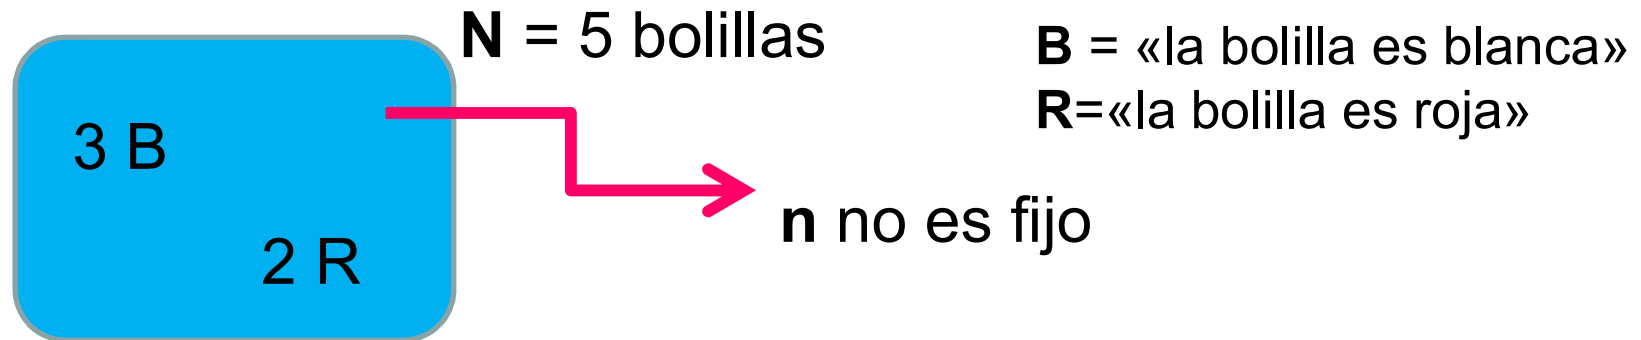 N = 5 bolillas
B = «la bolilla es blanca»
R=«la bolilla es roja»
3 B
n no es fijo
2 R